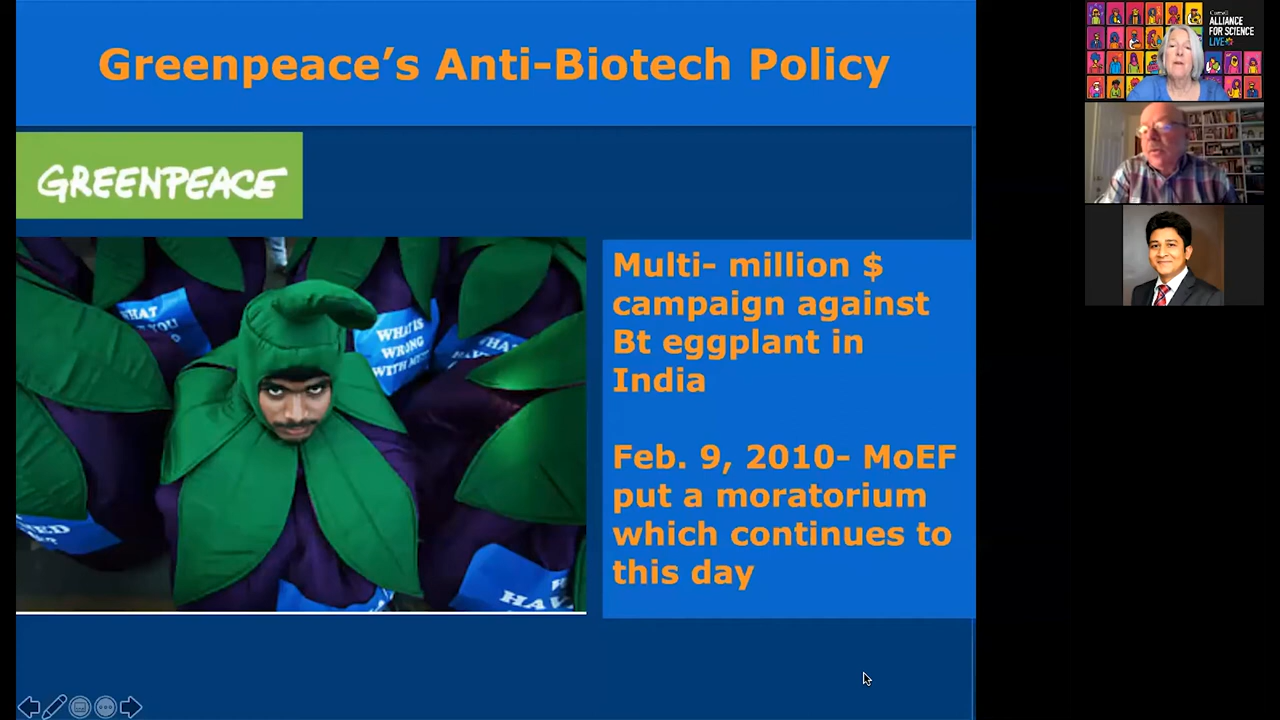 Greenpeace's Anti-Biotech Policy
GREENPEACE
Multi- million $
campaign against
Bt eggplant in
India
Feb. 9, 2010- MoEF
put a moratorium
which continues to
this day
WHAT IS
WRONG
WITH
Cornell
ALLIANCE
FOR SCIENCE
LIVE